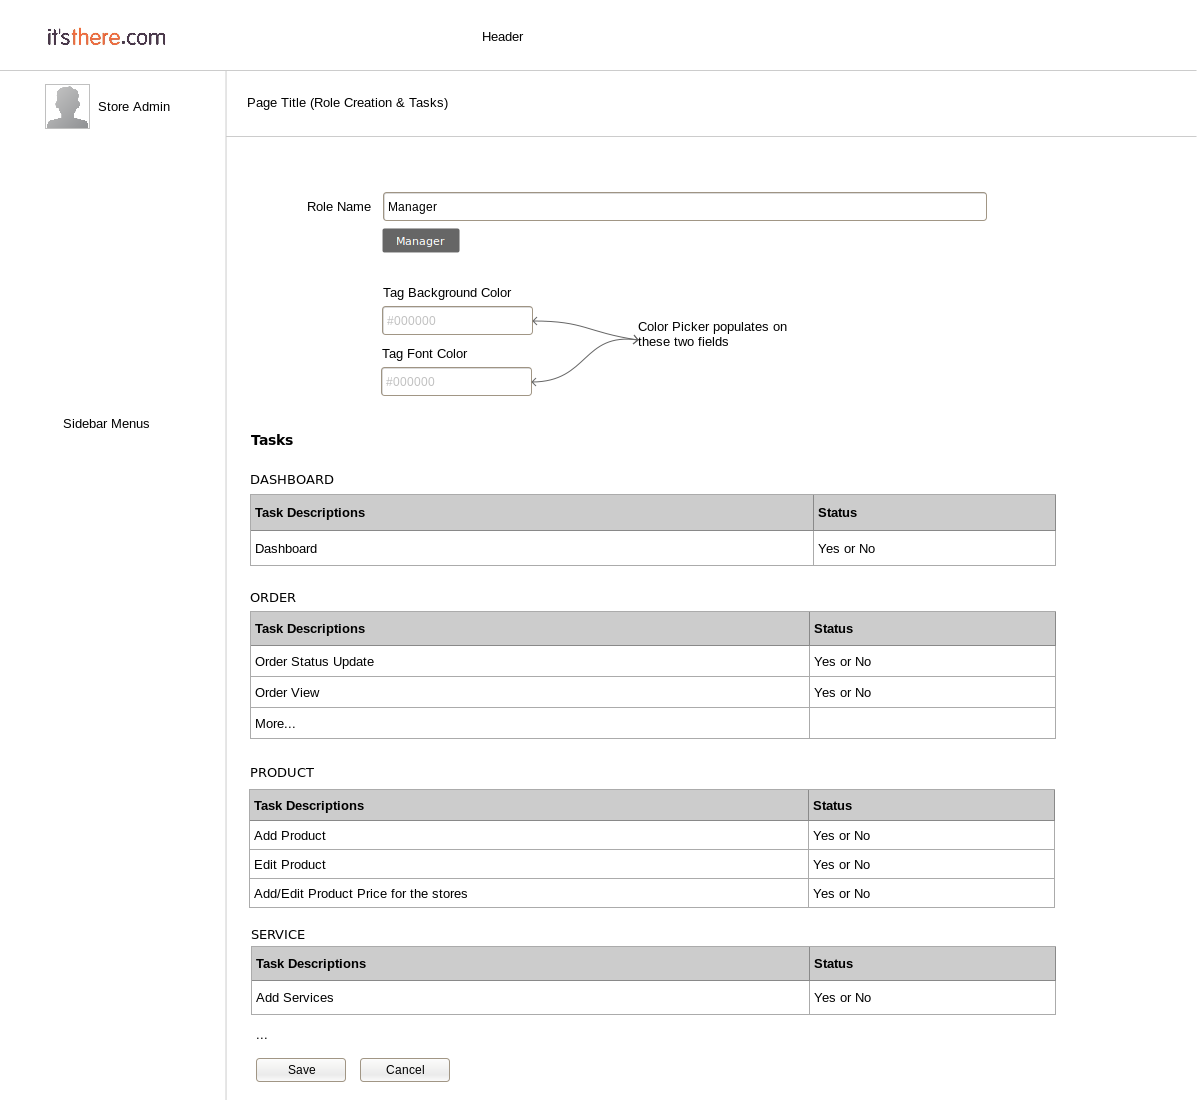 it'sthere.com
Header
Store Admin
Page Title (Role Creation & Tasks)
Role Name
Manager
Manager
Tag Background Color
#000000
Color Picker populates on
these two fields
Tag Font Color
#000000
Sidebar Menus
Tasks
DASHBOARD
Task Descriptions Status
Dashboard Yes or No
ORDER
Task Descriptions Status
Order Status Update Yes or No
Order View Yes or No
More...
PRODUCT
Task Descriptions Status
Add Product Yes or No
Edit Product Yes or No
Add/Edit Product Price for the stores Yes or No
SERVICE
Task Descriptions Status
Add Services Yes or No
...
Save Cancel